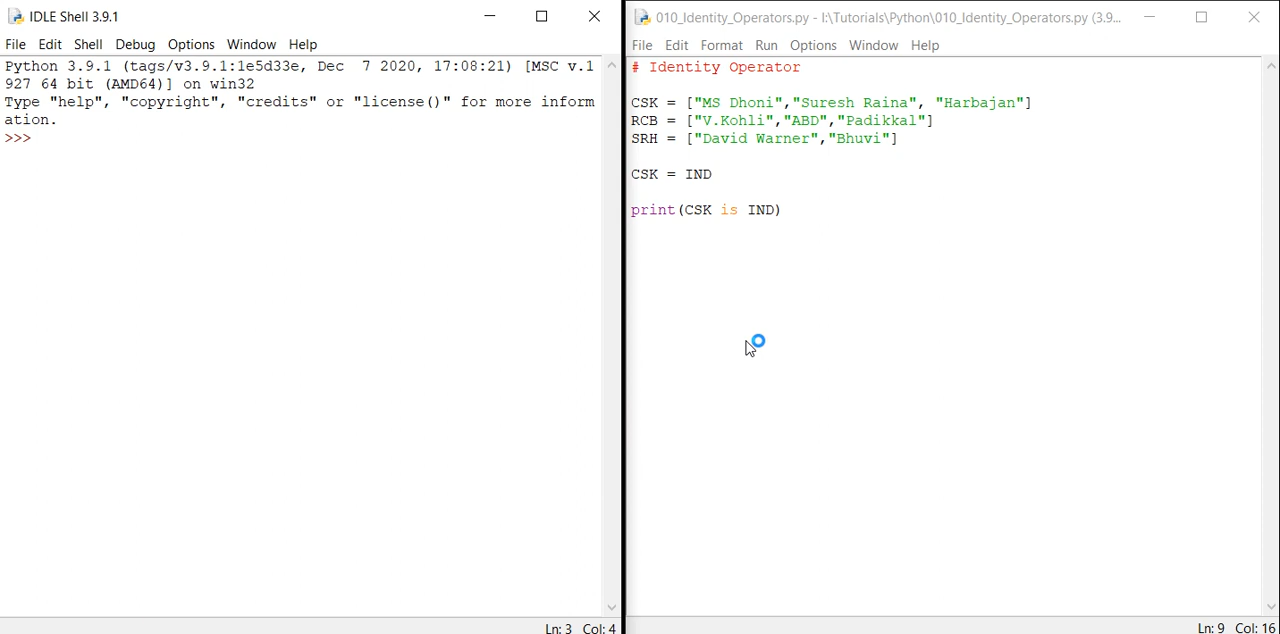 IDLE Shell 3.9.1
File Edit Shell Debug Options Window Help
Python 3.9.1 (tags/v3.9.1:1e5d33e, Dec  7 2020, 17:08:21) [MSC v.1
927 64 bit (AMD64)] on win32
Type "help", "copyright", "credits" or "license()" for more inform
ation.
>>>
Ln: 3 Col: 4
010_Identity_Operators.py - I:\Tutorials\Python\010_Identity_Operators.py (3.9...
File Edit Format Run Options Window Help
# Identity Operator
CSK = ["MS Dhoni","Suresh Raina", "Harbajan"]
RCB = ["V.Kohli","ABD","Padikkal"]
SRH = ["David Warner","Bhuvi"]
CSK = IND
print(CSK is IND)
Ln: 9 Col: 16